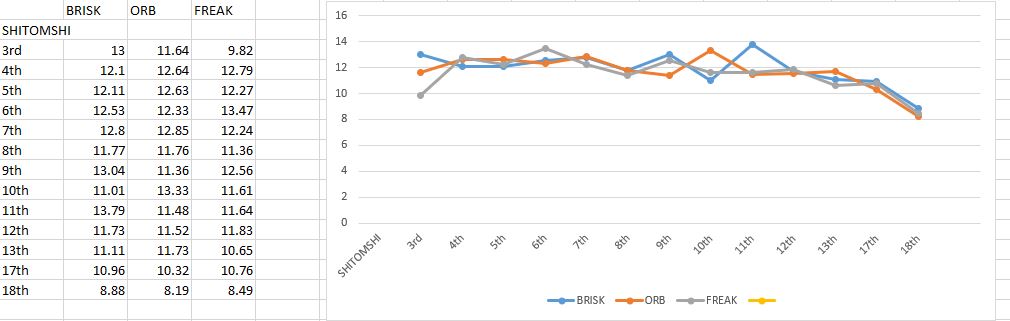 BRISK ORB FREAK
SHITOMSHI
3rd 13 11.64 9.82
4th 12.1 12.64 12.79
5th 12.11 12.63 12.27
6th 12.53 12.33 13.47
7th 12.8 12.85 12.24
8th 11.77 11.76 11.36
9th 13.04 11.36 12.56
10th 11.01 13.33 11.61
11th 13.79 11.48 11.64
12th 11.73 11.52 11.83
13th 11.11 11.73 10.65
17th 10.96 10.32 10.76
18th 8.88 8.19 8.49
16
14
12
10
8
6
4
2
0
SHITOMSHI 3rd 4th 5th 6th 7th 8th 9th 10th 11th 12th 13th 17th 18th
BRISK ORB FREAK